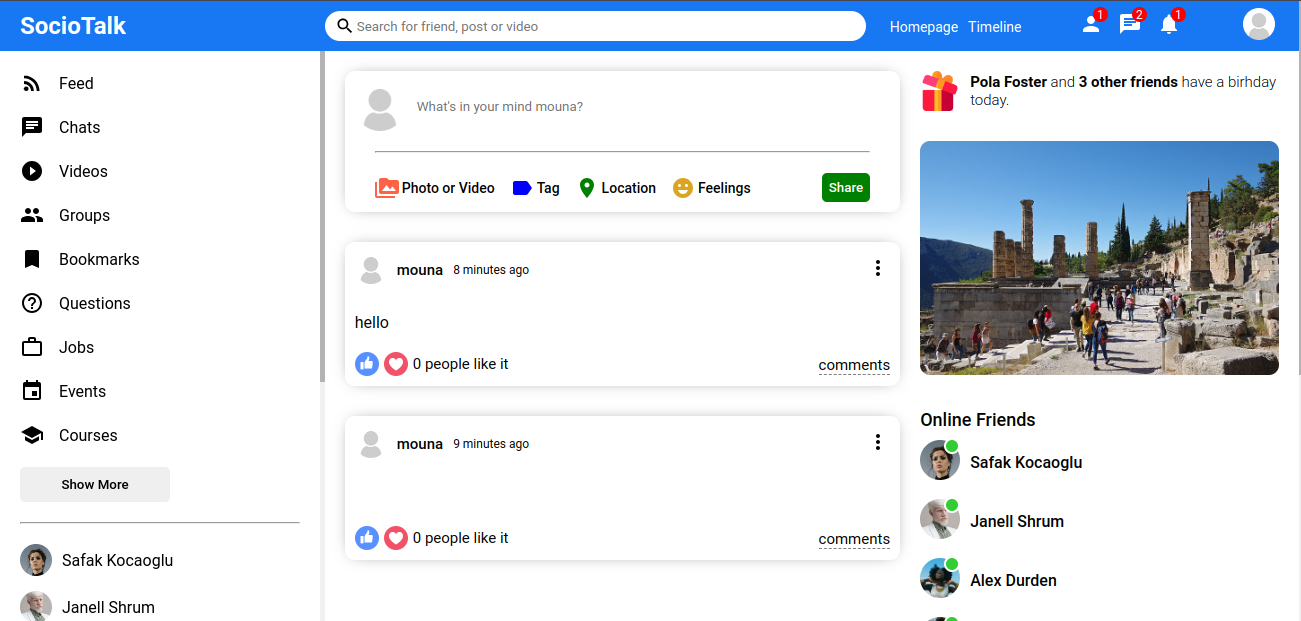 SocioTalk
Search for friend, post or video
Homepage Timeline
1
2
1
Feed
Chats
Videos
Groups
Bookmarks
Questions
Jobs
Events
Courses
Show More
Safak Kocaoglu
Janell Shrum
What's in your mind mouna?
Photo or Video Tag Location Feelings Share
mouna 8 minutes ago
hello
0 people like it comments
mouna 9 minutes ago
0 people like it comments
Pola Foster and 3 other friends have a birhday
today.
Online Friends
Safak Kocaoglu
Janell Shrum
Alex Durden